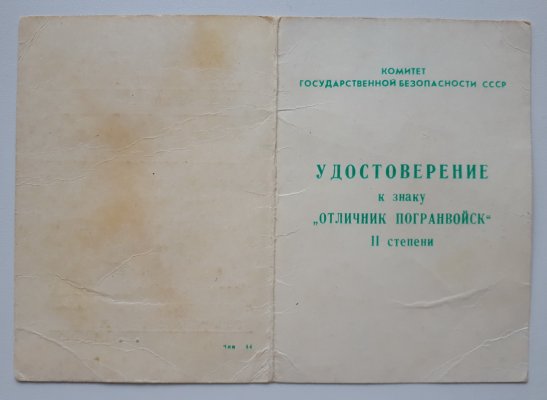 КОМИТЕТ
ГОСУДАРСТВЕННОЙ БЕЗОПАСНОСТИ СССР
УДОСТОВЕРЕНИЕ
к знаку
„ОТЛИЧНИК ПОГРАНВОЙСК“
II степени